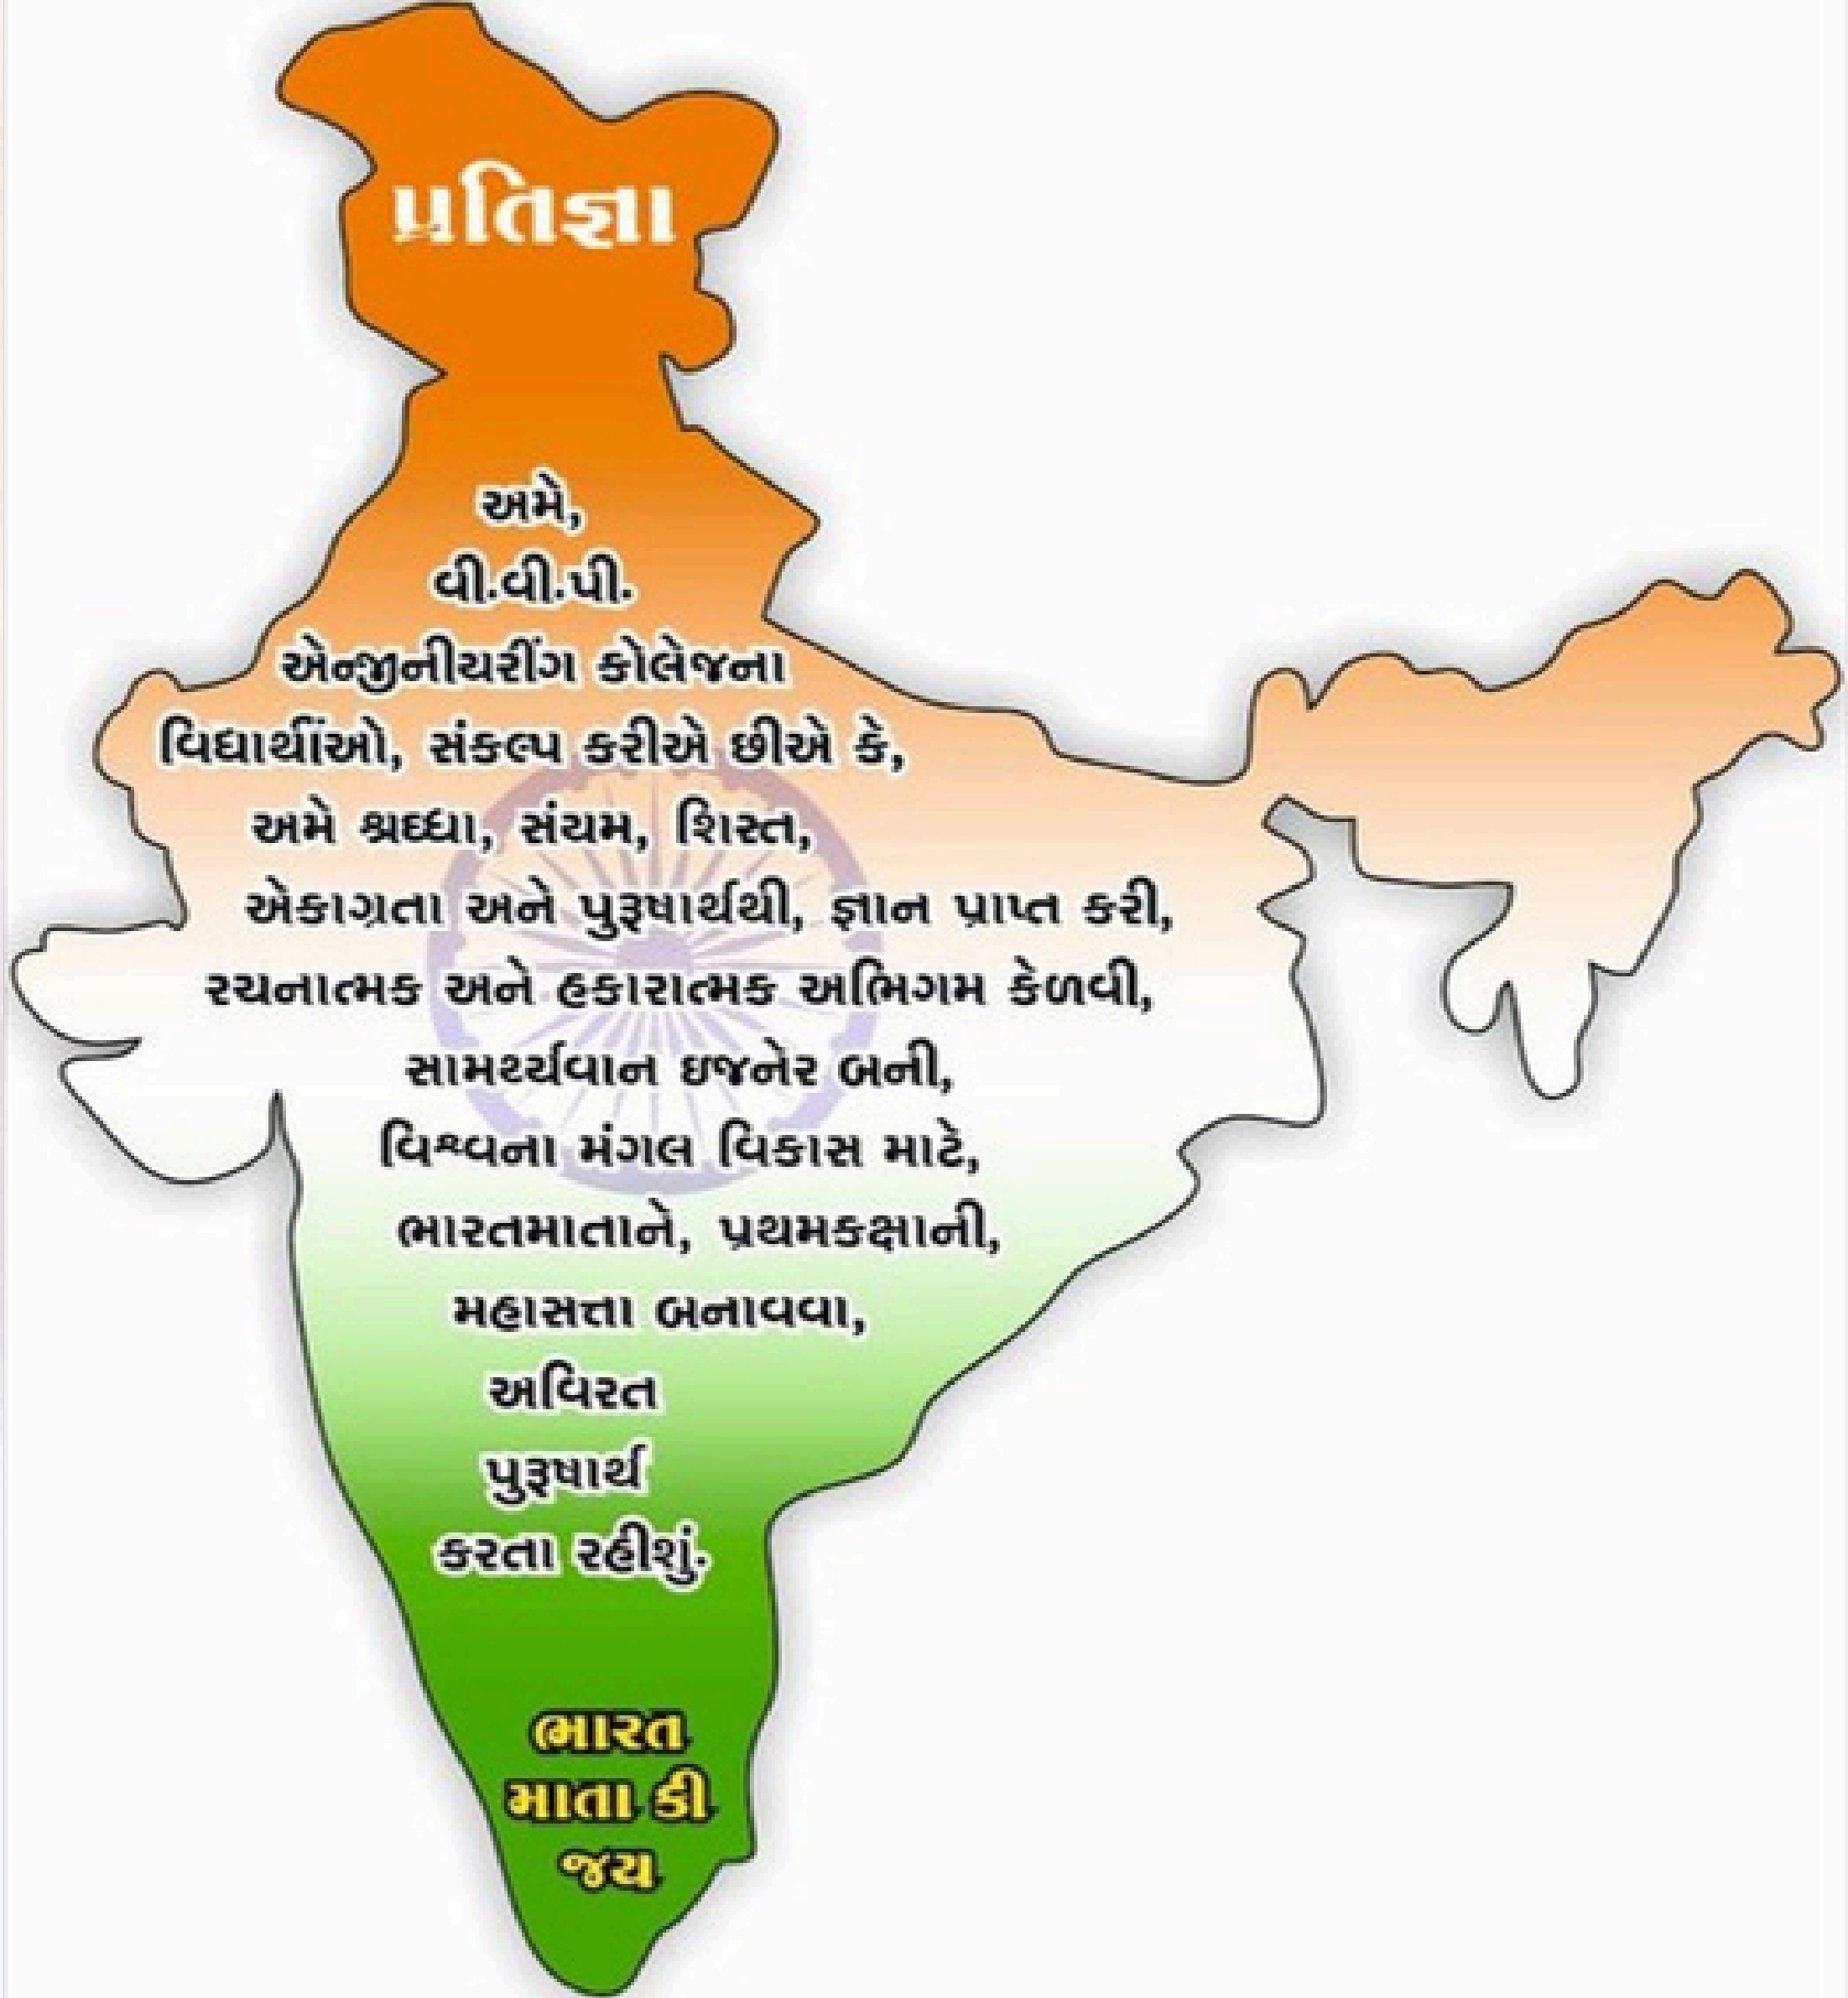 પ્રતિજ્ઞા
અમે,
વી.વી.પી.
એન્જીનીયરીંગ કોલેજના
વિદ્યાર્થીઓ, સંકલ્પ કરીએ છીએ કે,
અમે શ્રધ્ધા, સંયમ, શિસ્ત,
એકાગ્રતા અને પુરૂષાર્થથી, જ્ઞાન પ્રાપ્ત કરી,
રચનાત્મક અને હકારાત્મક અભિગમ કેળવી,
સામર્થ્યવાન ઇજનેર બની,
વિશ્વના મંગલ વિકાસ માટે,
ભારતમાતાને, પ્રથમકક્ષાની,
મહાસત્તા બનાવવા,
અવિરત
પુરૂષાર્થ
કરતા રહીશું.
ભારત
માતા કી
જય